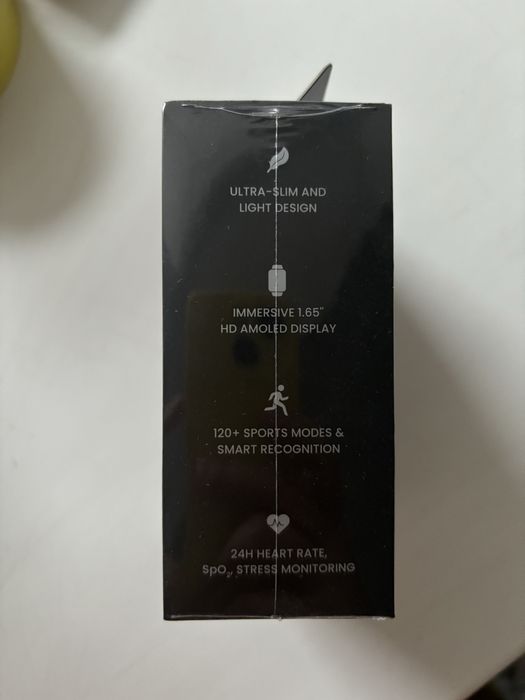 ULTRA-SLIM AND
LIGHT DESIGN
IMMERSIVE 1.65"
HD AMOLED DISPLAY
120+ SPORTS MODES &
SMART RECOGNITION
24H HEART RATE,
SpO₂, STRESS MONITORING